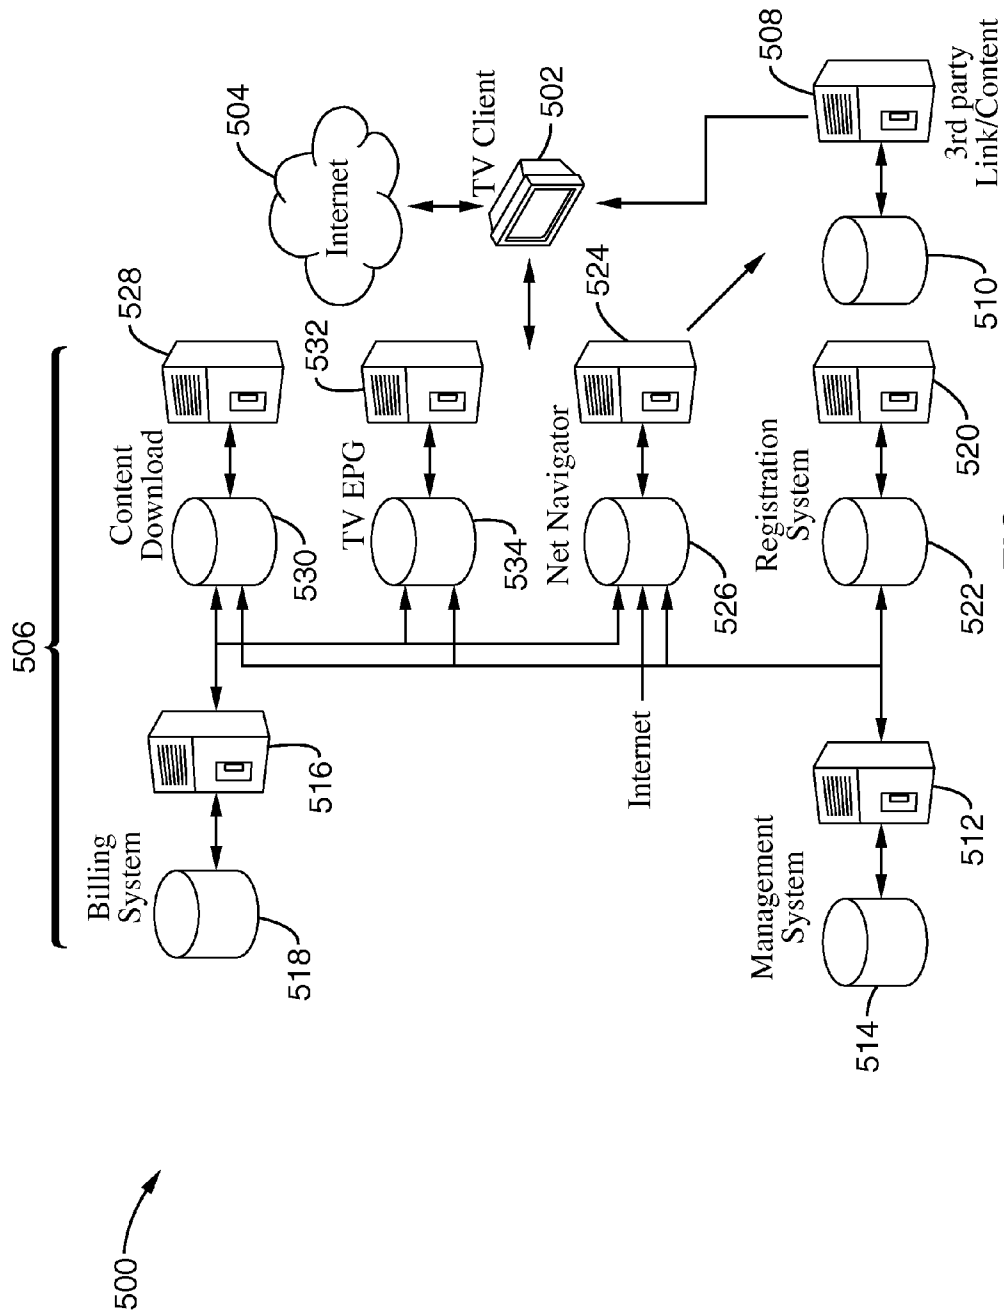 500
506
Billing
System
518
516
Content
Download
530
528
TV EPG
534
532
Net Navigator
526
524
Internet
Internet
504
TV Client
502
Management
System
514
512
Registration
System
522
520
510
3rd party
Link/Content
508